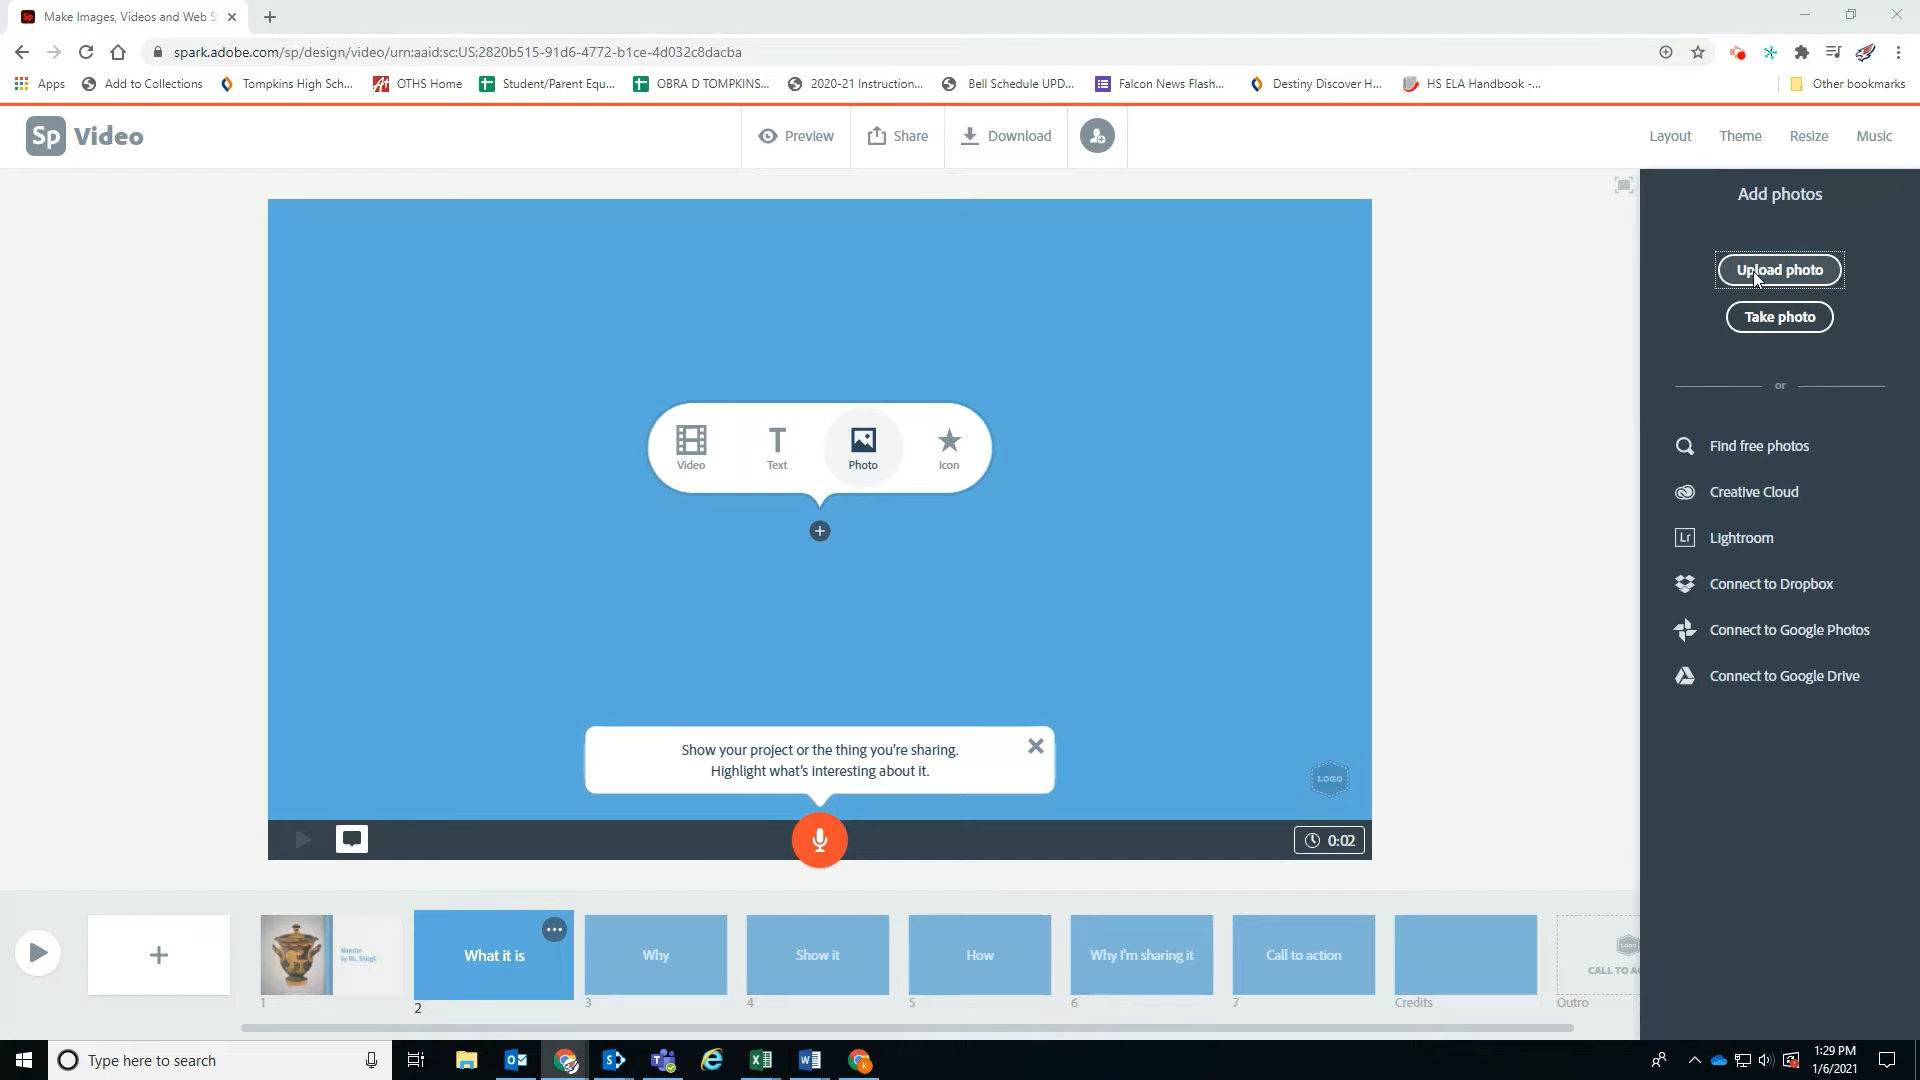 Make Images, Videos and Web S
spark.adobe.com/sp/design/video/urn:aaid:sc:US:2820b515-91d6-4772-b1ce-4d032c8dacba
Apps Add to Collections Tompkins High Sch... OTHS Home Student/Parent Equ... OBRA D TOMPKINS... 2020-21 Instruction... Bell Schedule UPD... Falcon News Flash... Destiny Discover H... HS ELA Handbook -... Other bookmarks
Sp Video Preview Share Download Layout Theme Resize Music
Add photos
Upload photo
Take photo
or
Find free photos
Creative Cloud
Lr Lightroom
Connect to Dropbox
Connect to Google Photos
Connect to Google Drive
T
Video Text Photo Icon
Show your project or the thing you're sharing.
Highlight what's interesting about it.
LOGO
0:02
What it is Why Show it How Why I'm sharing it Call to action
CALL TO A
1 2 3 4 5 6 7 Credits Outro
Type here to search
1:29 PM
1/6/2021